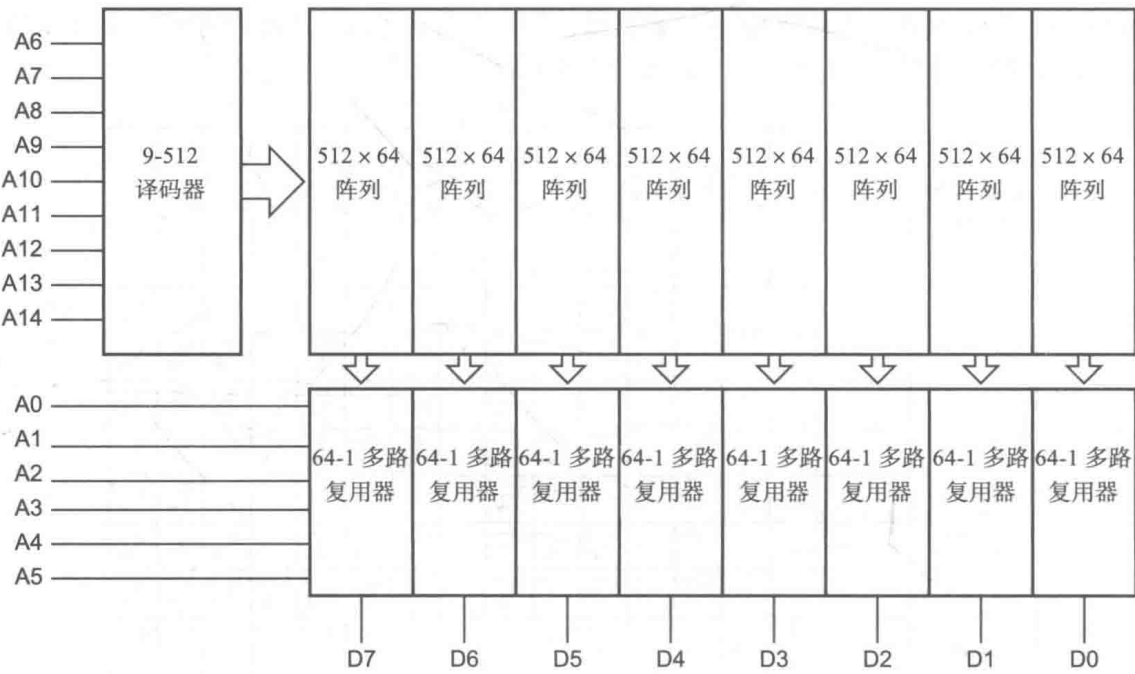 A6
A7
A8
A9
A10
A11
A12
A13
A14
9-512
译码器
512 × 64
阵列
512 × 64
阵列
512 × 64
阵列
512 × 64
阵列
512 × 64
阵列
512 × 64
阵列
512 × 64
阵列
512 × 64
阵列
A0
A1
A2
A3
A4
A5
64-1 多路
复用器
64-1 多路
复用器
64-1 多路
复用器
64-1 多路
复用器
64-1 多路
复用器
64-1 多路
复用器
64-1 多路
复用器
64-1 多路
复用器
D7
D6
D5
D4
D3
D2
D1
D0